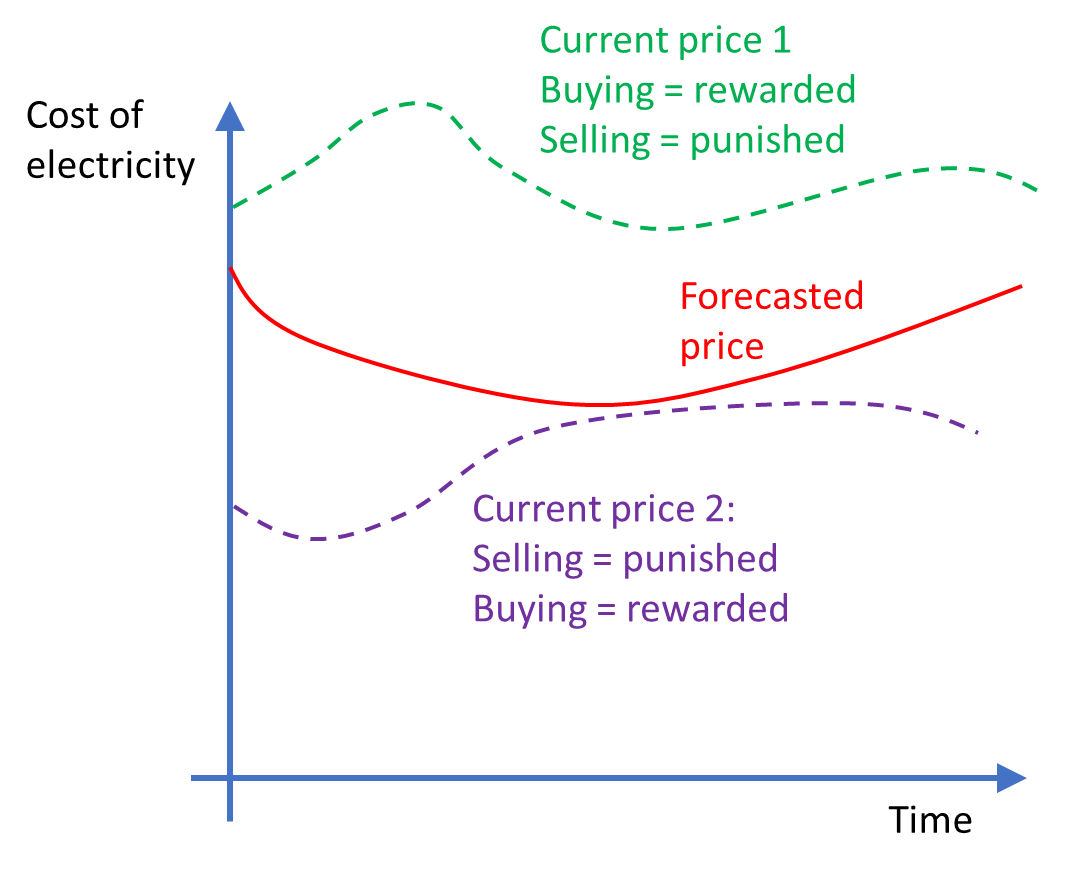 Current price 1
Buying = rewarded
Selling = punished
Cost of
electricity
Forecasted
price
Current price 2:
Selling = punished
Buying = rewarded
Time